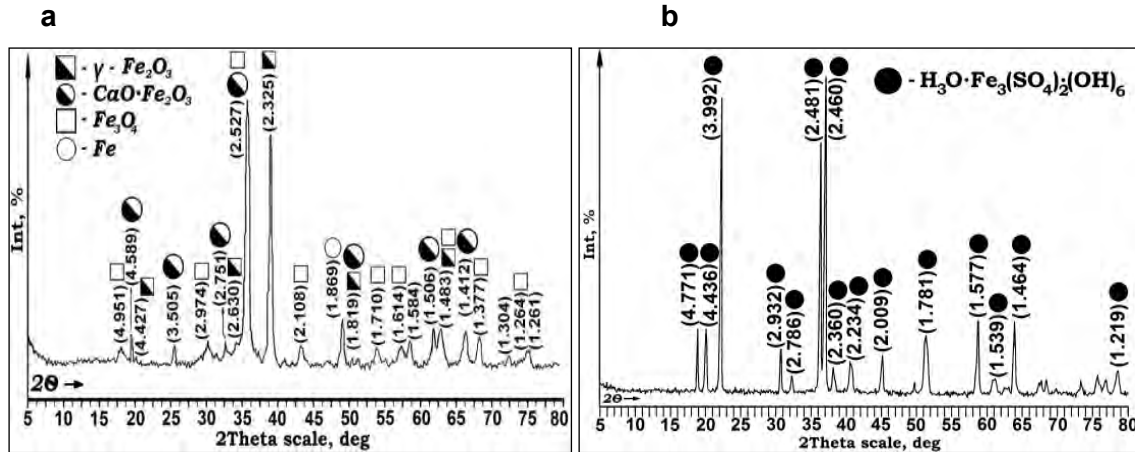 a
γ - Fe₂O₃
CaO·Fe₂O₃
- Fe₃O₄
- Fe
Int, %
(4.951)
(4.589)
(4.427)
(3.505)
(2.974)
(2.751)
(2.630)
(2.527)
(2.325)
(2.108)
(1.869)
(1.819)
(1.710)
(1.614)
(1.584)
(1.506)
(1.483)
(1.412)
(1.377)
(1.304)
(1.264)
(1.261)
2Θ →
5 10 15 20 25 30 35 40 45 50 55 60 65 70 75 80
2Theta scale, deg
b
- H₃O·Fe₃(SO₄)₂(OH)₆
Int, %
(4.771)
(4.436)
(3.992)
(2.932)
(2.786)
(2.481)
(2.460)
(2.360)
(2.234)
(2.009)
(1.781)
(1.577)
(1.539)
(1.464)
(1.219)
2Θ →
5 10 15 20 25 30 35 40 45 50 55 60 65 70 75 80
2Theta scale, deg